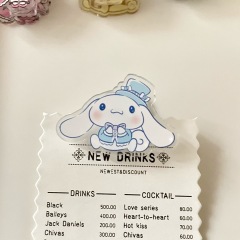 NEW DRINKS
NEWEST&DISCOUNT
DRINKS
Black 500.00
Baileys 400.00
Jack Daniels 200.00
Chivas 300.00
COCKTAIL
Love series 80.00
Heart-to-heart 60.00
Hot kiss 70.00
Chivas 60.00